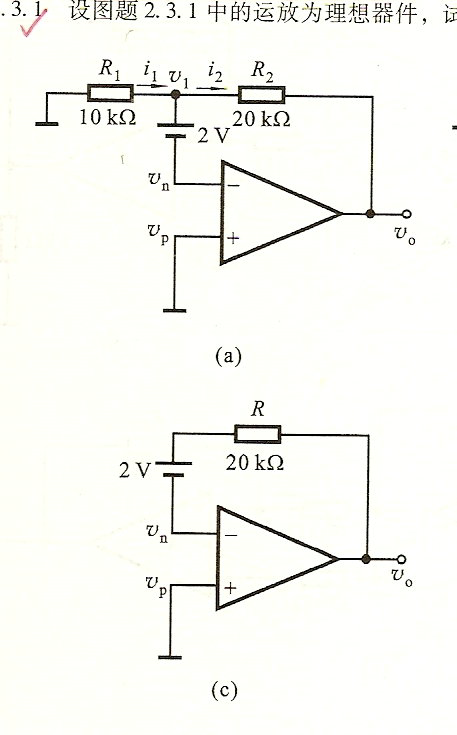 .3.1 设图题2.3.1中的运放为理想器件，试
R₁ i₁ v₁ i₂ R₂
10 kΩ 2 V 20 kΩ
vₙ −
vₚ +
vₒ
(a)
R
2 V 20 kΩ
vₙ −
vₚ +
vₒ
(c)